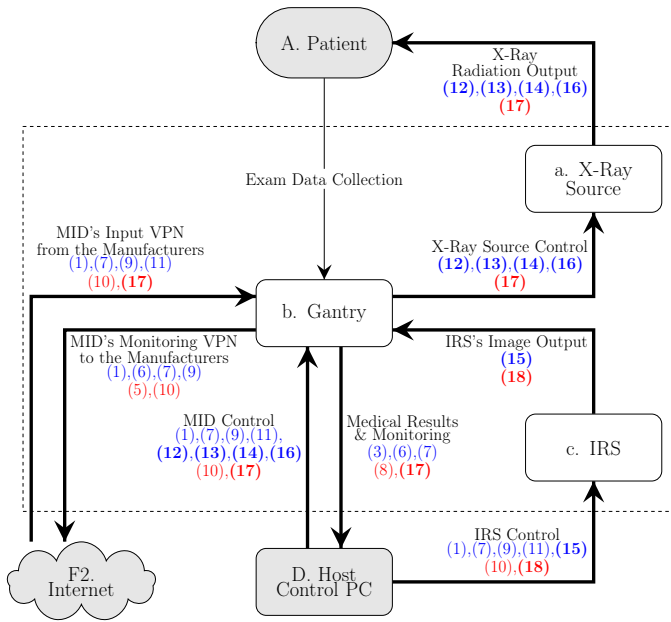 A. Patient
X-Ray
Radiation Output
(12),(13),(14),(16)
(17)
a. X-Ray
Source
Exam Data Collection
MID's Input VPN
from the Manufacturers
(1),(7),(9),(11)
(10),(17)
X-Ray Source Control
(12),(13),(14),(16)
(17)
b. Gantry
MID's Monitoring VPN
to the Manufacturers
(1),(6),(7),(9)
(5),(10)
IRS's Image Output
(15)
(18)
MID Control
(1),(7),(9),(11),
(12),(13),(14),(16)
(10),(17)
Medical Results
& Monitoring
(3),(6),(7)
(8),(17)
c. IRS
IRS Control
(1),(7),(9),(11),(15)
(10),(18)
F2.
Internet
D. Host
Control PC